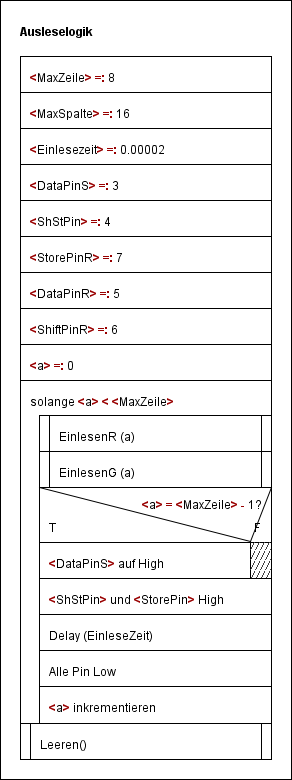 Ausleselogik
<MaxZeile> =: 8
<MaxSpalte> =: 16
<Einlesezeit> =: 0.00002
<DataPinS> =: 3
<ShStPin> =: 4
<StorePinR> =: 7
<DataPinR> =: 5
<ShiftPinR> =: 6
<a> =: 0
solange <a> < <MaxZeile>
EinlesenR (a)
EinlesenG (a)
<a> = <MaxZeile> - 1?
T F
<DataPinS> auf High
<ShStPin> und <StorePin> High
Delay (EinleseZeit)
Alle Pin Low
<a> inkrementieren
Leeren()